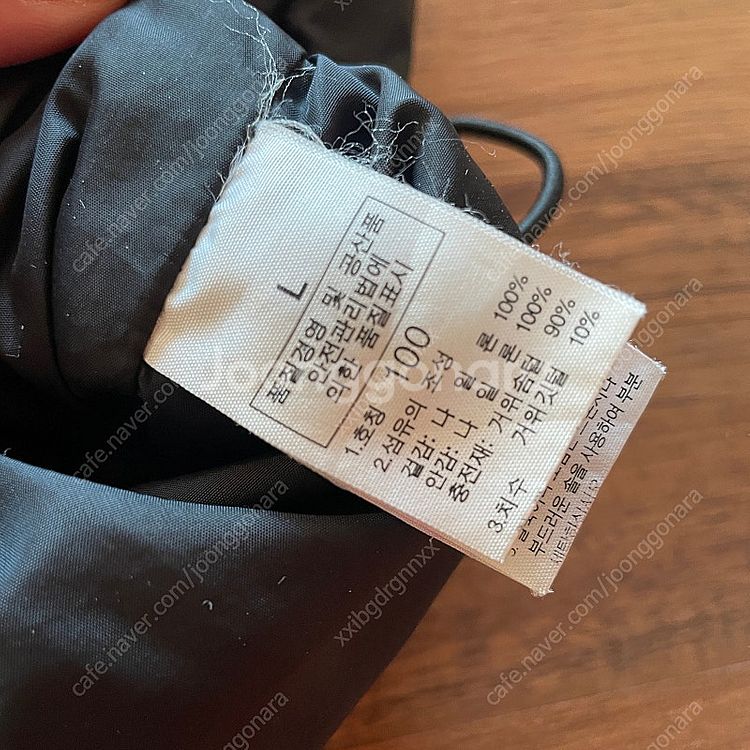 L
품질경영 및 공산품
안전관리법에
의한 품질표시
1.호칭 100
2.섬유의 조성
겉감: 나일론 100%
안감: 나일론 100%
충전재: 거위솜털 90%
거위깃털 10%
3.치수
부드러운 솔을 사용하여 부분
Joonggonara
cafe.naver.com/joonggonara
xxibgdrgnnxx